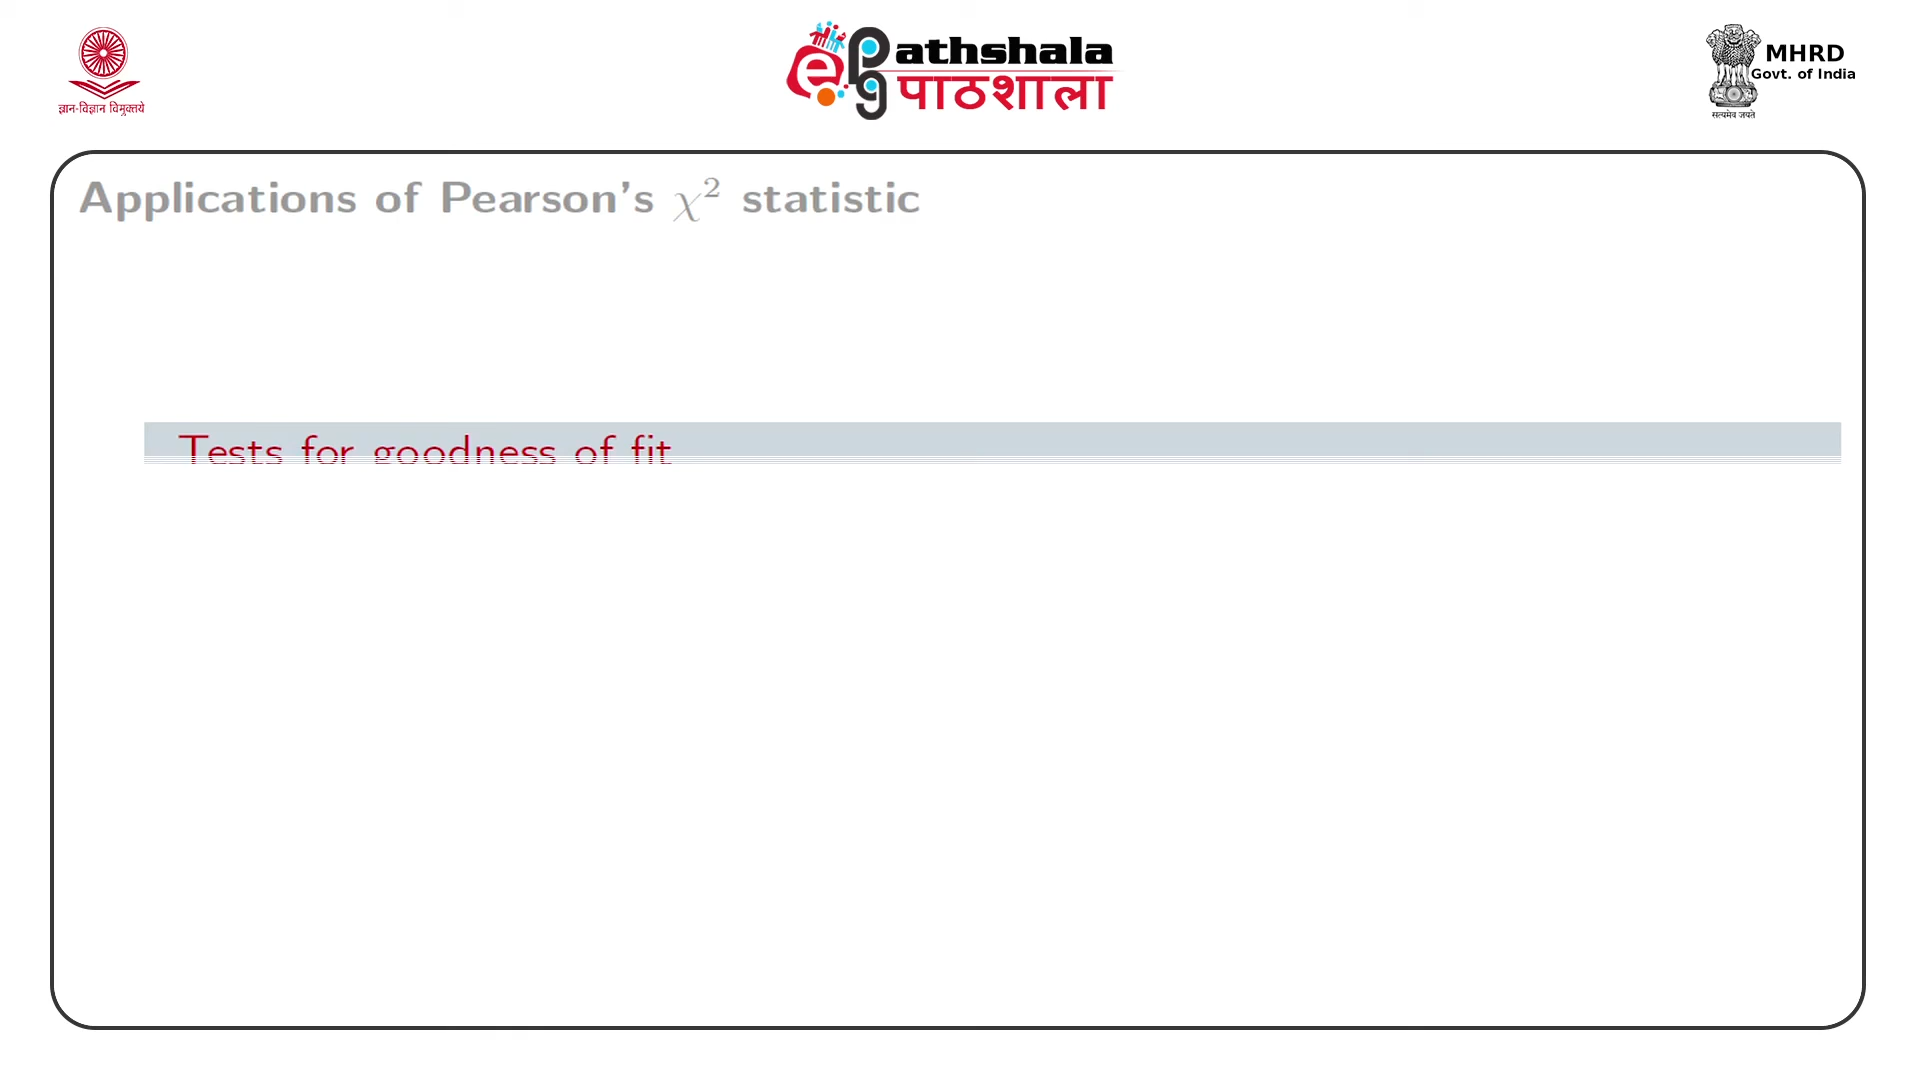 ज्ञान-विज्ञान विमुक्तये
ePGathshala
पाठशाला
MHRD
Govt. of India
सत्यमेव जयते
Applications of Pearson's χ² statistic
Tests for goodness of fit